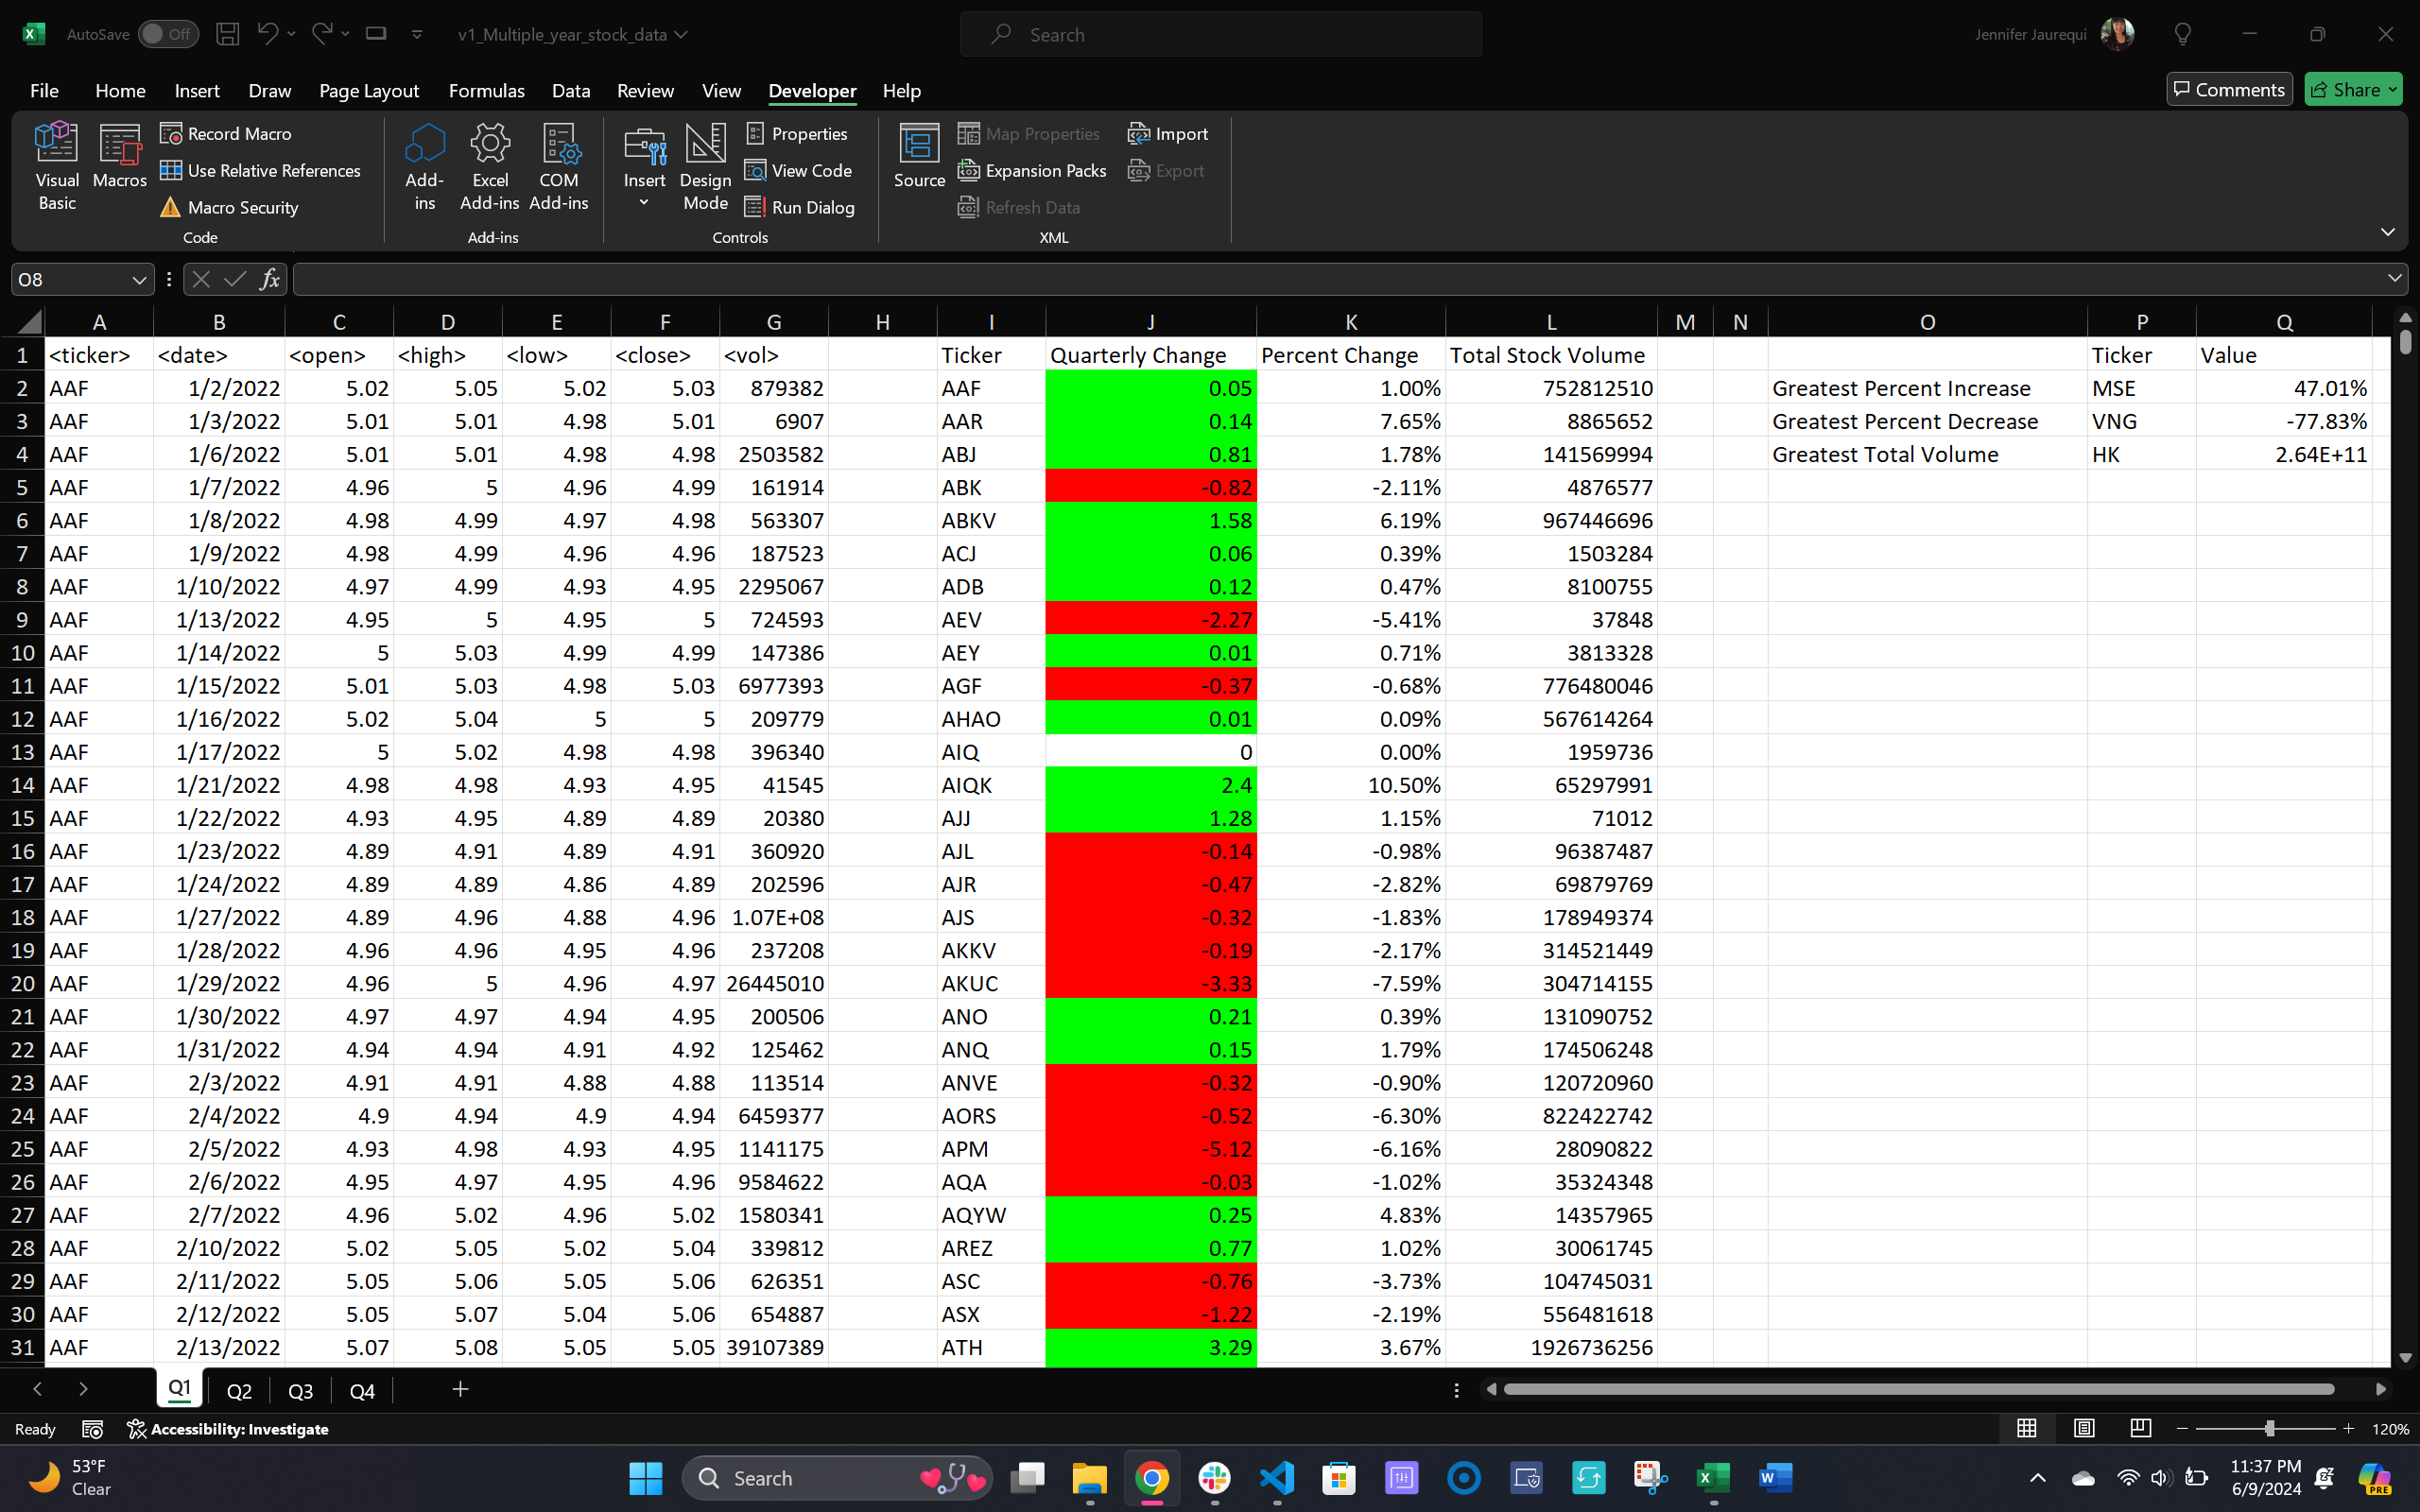 AutoSave Off v1_Multiple_year_stock_data Search Jennifer Jaurequi
File Home Insert Draw Page Layout Formulas Data Review View Developer Help Comments Share
Visual Basic
Macros
Record Macro
Use Relative References
Macro Security
Code
Add-ins
Excel Add-ins
COM Add-ins
Add-ins
Insert
Design Mode
Properties
View Code
Run Dialog
Controls
Source
Map Properties
Expansion Packs
Refresh Data
Import
Export
XML
O8 fx
A B C D E F G H I J K L M N O P Q
1 <ticker> <date> <open> <high> <low> <close> <vol> Ticker Quarterly Change Percent Change Total Stock Volume Ticker Value
2 AAF 1/2/2022 5.02 5.05 5.02 5.03 879382 AAF 0.05 1.00% 752812510 Greatest Percent Increase MSE 47.01%
3 AAF 1/3/2022 5.01 5.01 4.98 5.01 6907 AAR 0.14 7.65% 8865652 Greatest Percent Decrease VNG -77.83%
4 AAF 1/6/2022 5.01 5.01 4.98 4.98 2503582 ABJ 0.81 1.78% 141569994 Greatest Total Volume HK 2.64E+11
5 AAF 1/7/2022 4.96 5 4.96 4.99 161914 ABK -0.82 -2.11% 4876577
6 AAF 1/8/2022 4.98 4.99 4.97 4.98 563307 ABKV 1.58 6.19% 967446696
7 AAF 1/9/2022 4.98 4.99 4.96 4.96 187523 ACJ 0.06 0.39% 1503284
8 AAF 1/10/2022 4.97 4.99 4.93 4.95 2295067 ADB 0.12 0.47% 8100755
9 AAF 1/13/2022 4.95 5 4.95 5 724593 AEV -2.27 -5.41% 37848
10 AAF 1/14/2022 5 5.03 4.99 4.99 147386 AEY 0.01 0.71% 3813328
11 AAF 1/15/2022 5.01 5.03 4.98 5.03 6977393 AGF -0.37 -0.68% 776480046
12 AAF 1/16/2022 5.02 5.04 5 5 209779 AHAO 0.01 0.09% 567614264
13 AAF 1/17/2022 5 5.02 4.98 4.98 396340 AIQ 0 0.00% 1959736
14 AAF 1/21/2022 4.98 4.98 4.93 4.95 41545 AIQK 2.4 10.50% 65297991
15 AAF 1/22/2022 4.93 4.95 4.89 4.89 20380 AJJ 1.28 1.15% 71012
16 AAF 1/23/2022 4.89 4.91 4.89 4.91 360920 AJL -0.14 -0.98% 96387487
17 AAF 1/24/2022 4.89 4.89 4.86 4.89 202596 AJR -0.47 -2.82% 69879769
18 AAF 1/27/2022 4.89 4.96 4.88 4.96 1.07E+08 AJS -0.32 -1.83% 178949374
19 AAF 1/28/2022 4.96 4.96 4.95 4.96 237208 AKKV -0.19 -2.17% 314521449
20 AAF 1/29/2022 4.96 5 4.96 4.97 26445010 AKUC -3.33 -7.59% 304714155
21 AAF 1/30/2022 4.97 4.97 4.94 4.95 200506 ANO 0.21 0.39% 131090752
22 AAF 1/31/2022 4.94 4.94 4.91 4.92 125462 ANQ 0.15 1.79% 174506248
23 AAF 2/3/2022 4.91 4.91 4.88 4.88 113514 ANVE -0.32 -0.90% 120720960
24 AAF 2/4/2022 4.9 4.94 4.9 4.94 6459377 AORS -0.52 -6.30% 822422742
25 AAF 2/5/2022 4.93 4.98 4.93 4.95 1141175 APM -5.12 -6.16% 28090822
26 AAF 2/6/2022 4.95 4.97 4.95 4.96 9584622 AQA -0.03 -1.02% 35324348
27 AAF 2/7/2022 4.96 5.02 4.96 5.02 1580341 AQYW 0.25 4.83% 14357965
28 AAF 2/10/2022 5.02 5.05 5.02 5.04 339812 AREZ 0.77 1.02% 30061745
29 AAF 2/11/2022 5.05 5.06 5.05 5.06 626351 ASC -0.76 -3.73% 104745031
30 AAF 2/12/2022 5.05 5.07 5.04 5.06 654887 ASX -1.22 -2.19% 556481618
31 AAF 2/13/2022 5.07 5.08 5.05 5.05 39107389 ATH 3.29 3.67% 1926736256
Q1 Q2 Q3 Q4
Ready Accessibility: Investigate 120%
53°F
Clear
Search
11:37 PM
6/9/2024
PRE